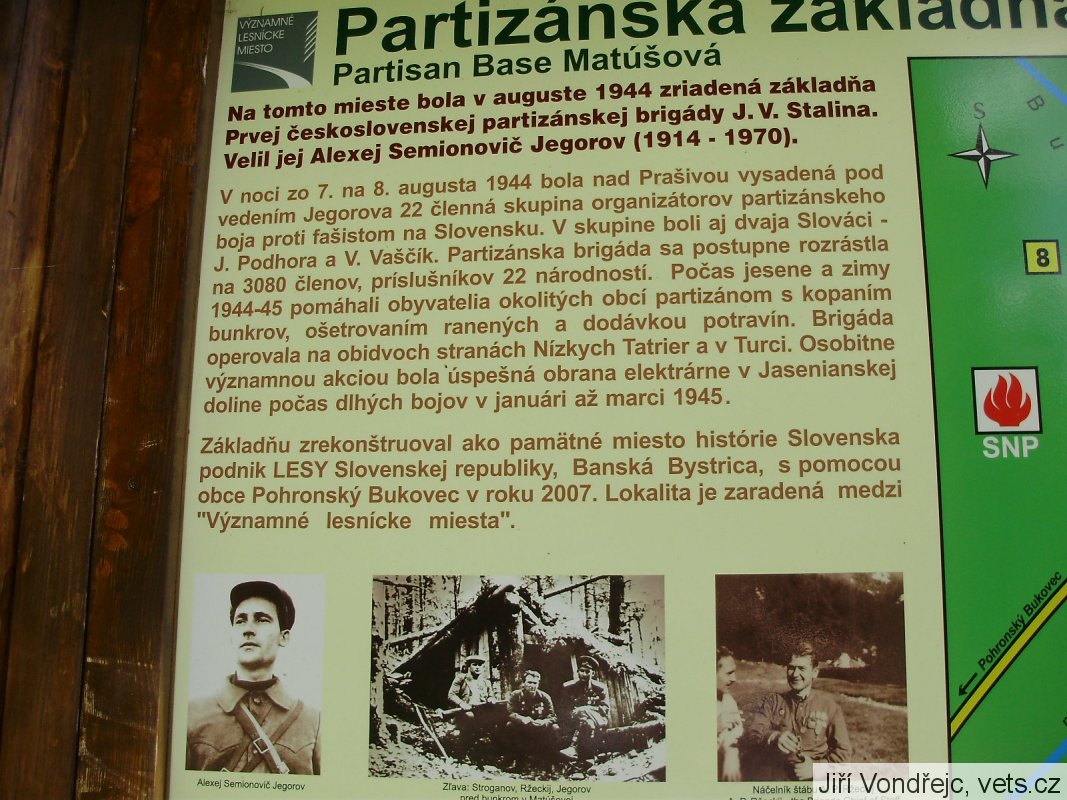 VÝZNAMNÉ
LESNÍCKE
MIESTO
Partizánska základňa
Partisan Base Matúšová
Na tomto mieste bola v auguste 1944 zriadená základňa
Prvej československej partizánskej brigády J. V. Stalina.
Velil jej Alexej Semionovič Jegorov (1914 - 1970).
V noci zo 7. na 8. augusta 1944 bola nad Prašivou vysadená pod
vedením Jegorova 22 členná skupina organizátorov partizánskeho
boja proti fašistom na Slovensku. V skupine boli aj dvaja Slováci -
J. Podhora a V. Vaščík. Partizánska brigáda sa postupne rozrástla
na 3080 členov, príslušníkov 22 národností. Počas jesene a zimy
1944-45 pomáhali obyvatelia okolitých obcí partizánom s kopaním
bunkrov, ošetrovaním ranených a dodávkou potravín. Brigáda
operovala na obidvoch stranách Nízkych Tatrier a v Turci. Osobitne
významnou akciou bola úspešná obrana elektrárne v Jasenianskej
doline počas dlhých bojov v januári až marci 1945.
Základňu zrekonštruoval ako pamätné miesto histórie Slovenska
podnik LESY Slovenskej republiky, Banská Bystrica, s pomocou
obce Pohronský Bukovec v roku 2007. Lokalita je zaradená medzi
"Významné lesnícke miesta".
Alexej Semionovič Jegorov
Zľava: Stroganov, Ržeckij, Jegorov
pred bunkrom v Matúšovej
Náčelník štábu
S
B
u
8
SNP
Pohronský Bukovec
Jiří Vondřejc, vets.cz